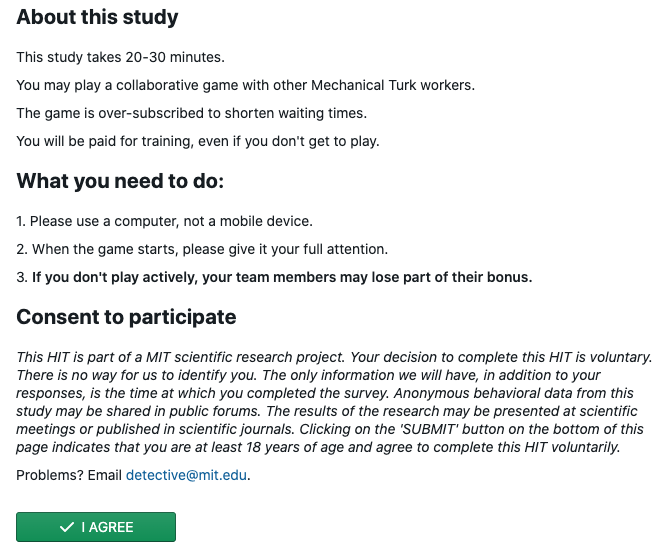 About this study
This study takes 20-30 minutes.
You may play a collaborative game with other Mechanical Turk workers.
The game is over-subscribed to shorten waiting times.
You will be paid for training, even if you don't get to play.
What you need to do:
1. Please use a computer, not a mobile device.
2. When the game starts, please give it your full attention.
3. If you don't play actively, your team members may lose part of their bonus.
Consent to participate
This HIT is part of a MIT scientific research project. Your decision to complete this HIT is voluntary.
There is no way for us to identify you. The only information we will have, in addition to your
responses, is the time at which you completed the survey. Anonymous behavioral data from this
study may be shared in public forums. The results of the research may be presented at scientific
meetings or published in scientific journals. Clicking on the 'SUBMIT' button on the bottom of this
page indicates that you are at least 18 years of age and agree to complete this HIT voluntarily.
Problems? Email detective@mit.edu.
I AGREE